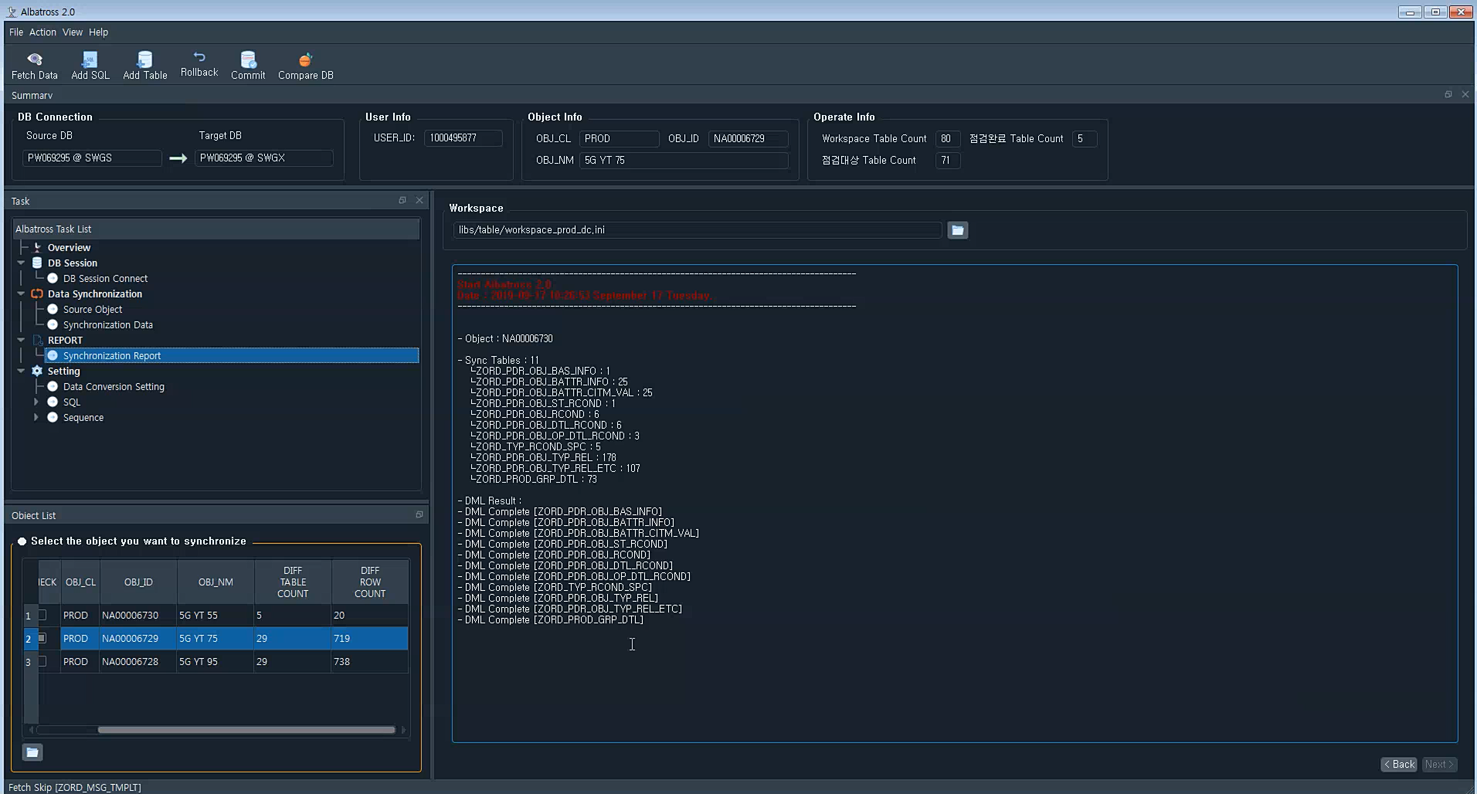 Albatross 2.0
File Action View Help
Fetch Data Add SQL Add Table Rollback Commit Compare DB
Summary
DB Connection
Source DB Target DB
PW069295 @ SWGS PW069295 @ SWGX
User Info
USER_ID: 1000495877
Object Info
OBJ_CL PROD OBJ_ID NA00006729
OBJ_NM 5G YT 75
Operate Info
Workspace Table Count 80 점검완료 Table Count 5
점검대상 Table Count 71
Task
Albatross Task List
Overview
DB Session
DB Session Connect
Data Synchronization
Source Object
Synchronization Data
REPORT
Synchronization Report
Setting
Data Conversion Setting
SQL
Sequence
Object List
Select the object you want to synchronize
IECK OBJ_CL OBJ_ID OBJ_NM DIFF TABLE COUNT DIFF ROW COUNT
1 PROD NA00006730 5G YT 55 5 20
2 PROD NA00006729 5G YT 75 29 719
3 PROD NA00006728 5G YT 95 29 738
Workspace
libs/table/workspace_prod_dc.ini
Start Albatross 2.0
September 17 Tuesday.
- Object : NA00006730
- Sync Tables : 11
┗ZORD_PDR_OBJ_BAS_INFO : 1
┗ZORD_PDR_OBJ_BATTR_INFO : 25
┗ZORD_PDR_OBJ_BATTR_CITM_VAL : 25
┗ZORD_PDR_OBJ_ST_RCOND : 1
┗ZORD_PDR_OBJ_RCOND : 6
┗ZORD_PDR_OBJ_DTL_RCOND : 6
┗ZORD_PDR_OBJ_OP_DTL_RCOND : 3
┗ZORD_TYP_RCOND_SPC : 5
┗ZORD_PDR_OBJ_TYP_REL : 178
┗ZORD_PDR_OBJ_TYP_REL_ETC : 107
┗ZORD_PROD_GRP_DTL : 73
- DML Result :
- DML Complete [ZORD_PDR_OBJ_BAS_INFO]
- DML Complete [ZORD_PDR_OBJ_BATTR_INFO]
- DML Complete [ZORD_PDR_OBJ_BATTR_CITM_VAL]
- DML Complete [ZORD_PDR_OBJ_ST_RCOND]
- DML Complete [ZORD_PDR_OBJ_RCOND]
- DML Complete [ZORD_PDR_OBJ_DTL_RCOND]
- DML Complete [ZORD_PDR_OBJ_OP_DTL_RCOND]
- DML Complete [ZORD_TYP_RCOND_SPC]
- DML Complete [ZORD_PDR_OBJ_TYP_REL]
- DML Complete [ZORD_PDR_OBJ_TYP_REL_ETC]
- DML Complete [ZORD_PROD_GRP_DTL]
< Back Next >
Fetch Skip [ZORD_MSG_TMPLT]